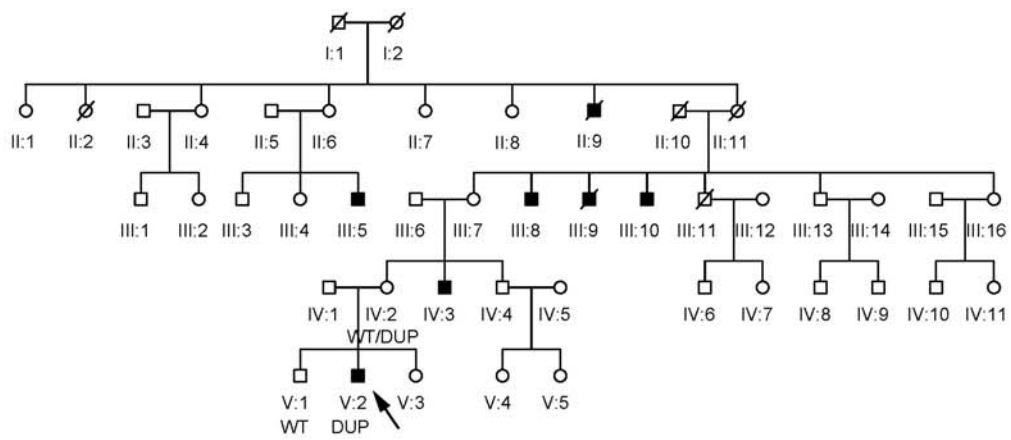 I:1 I:2
II:1 II:2 II:3 II:4 II:5 II:6 II:7 II:8 II:9 II:10 II:11
III:1 III:2 III:3 III:4 III:5 III:6 III:7 III:8 III:9 III:10 III:11 III:12 III:13 III:14 III:15 III:16
IV:1 IV:2 IV:3 IV:4 IV:5 IV:6 IV:7 IV:8 IV:9 IV:10 IV:11
WT/DUP
V:1 V:2 V:3 V:4 V:5
WT DUP